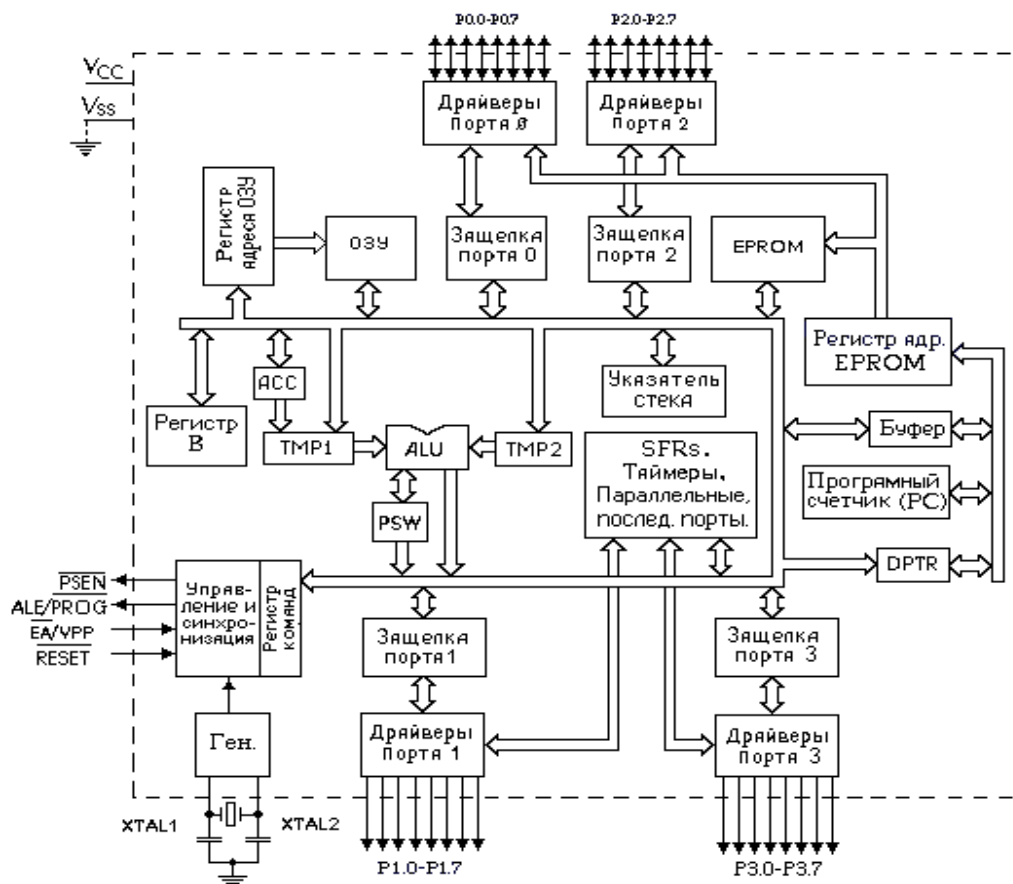 P0.0-P0.7
P2.0-P2.7
VCC
VSS
Драйверы
Порта 0
Драйверы
Порта 2
Регистр
адреса ОЗУ
ОЗУ
Защелка
порта 0
Защелка
порта 2
EPROM
Регистр адр.
EPROM
ACC
Указатель
стека
Регистр
B
TMP1
ALU
TMP2
Буфер
SFRs.
Таймеры,
Параллельные,
послед. порты.
Програмный
счетчик (PC)
PSW
DPTR
PSEN
ALE/PROG
EA/VPP
RESET
Управ-
ление и
синхро-
низация
Регистр
команд
Защелка
порта 1
Защелка
порта 3
Ген.
Драйверы
Порта 1
Драйверы
Порта 3
XTAL1
XTAL2
P1.0-P1.7
P3.0-P3.7